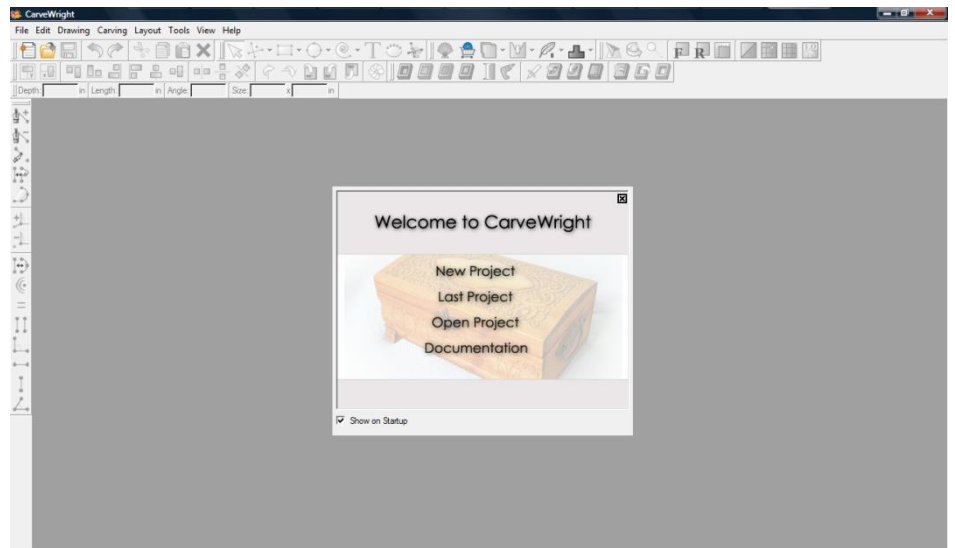 CarveWright
File Edit Drawing Carving Layout Tools View Help
T F R
Depth: in Length: in Angle: Size: x in
Welcome to CarveWright
New Project
Last Project
Open Project
Documentation
Show on Startup